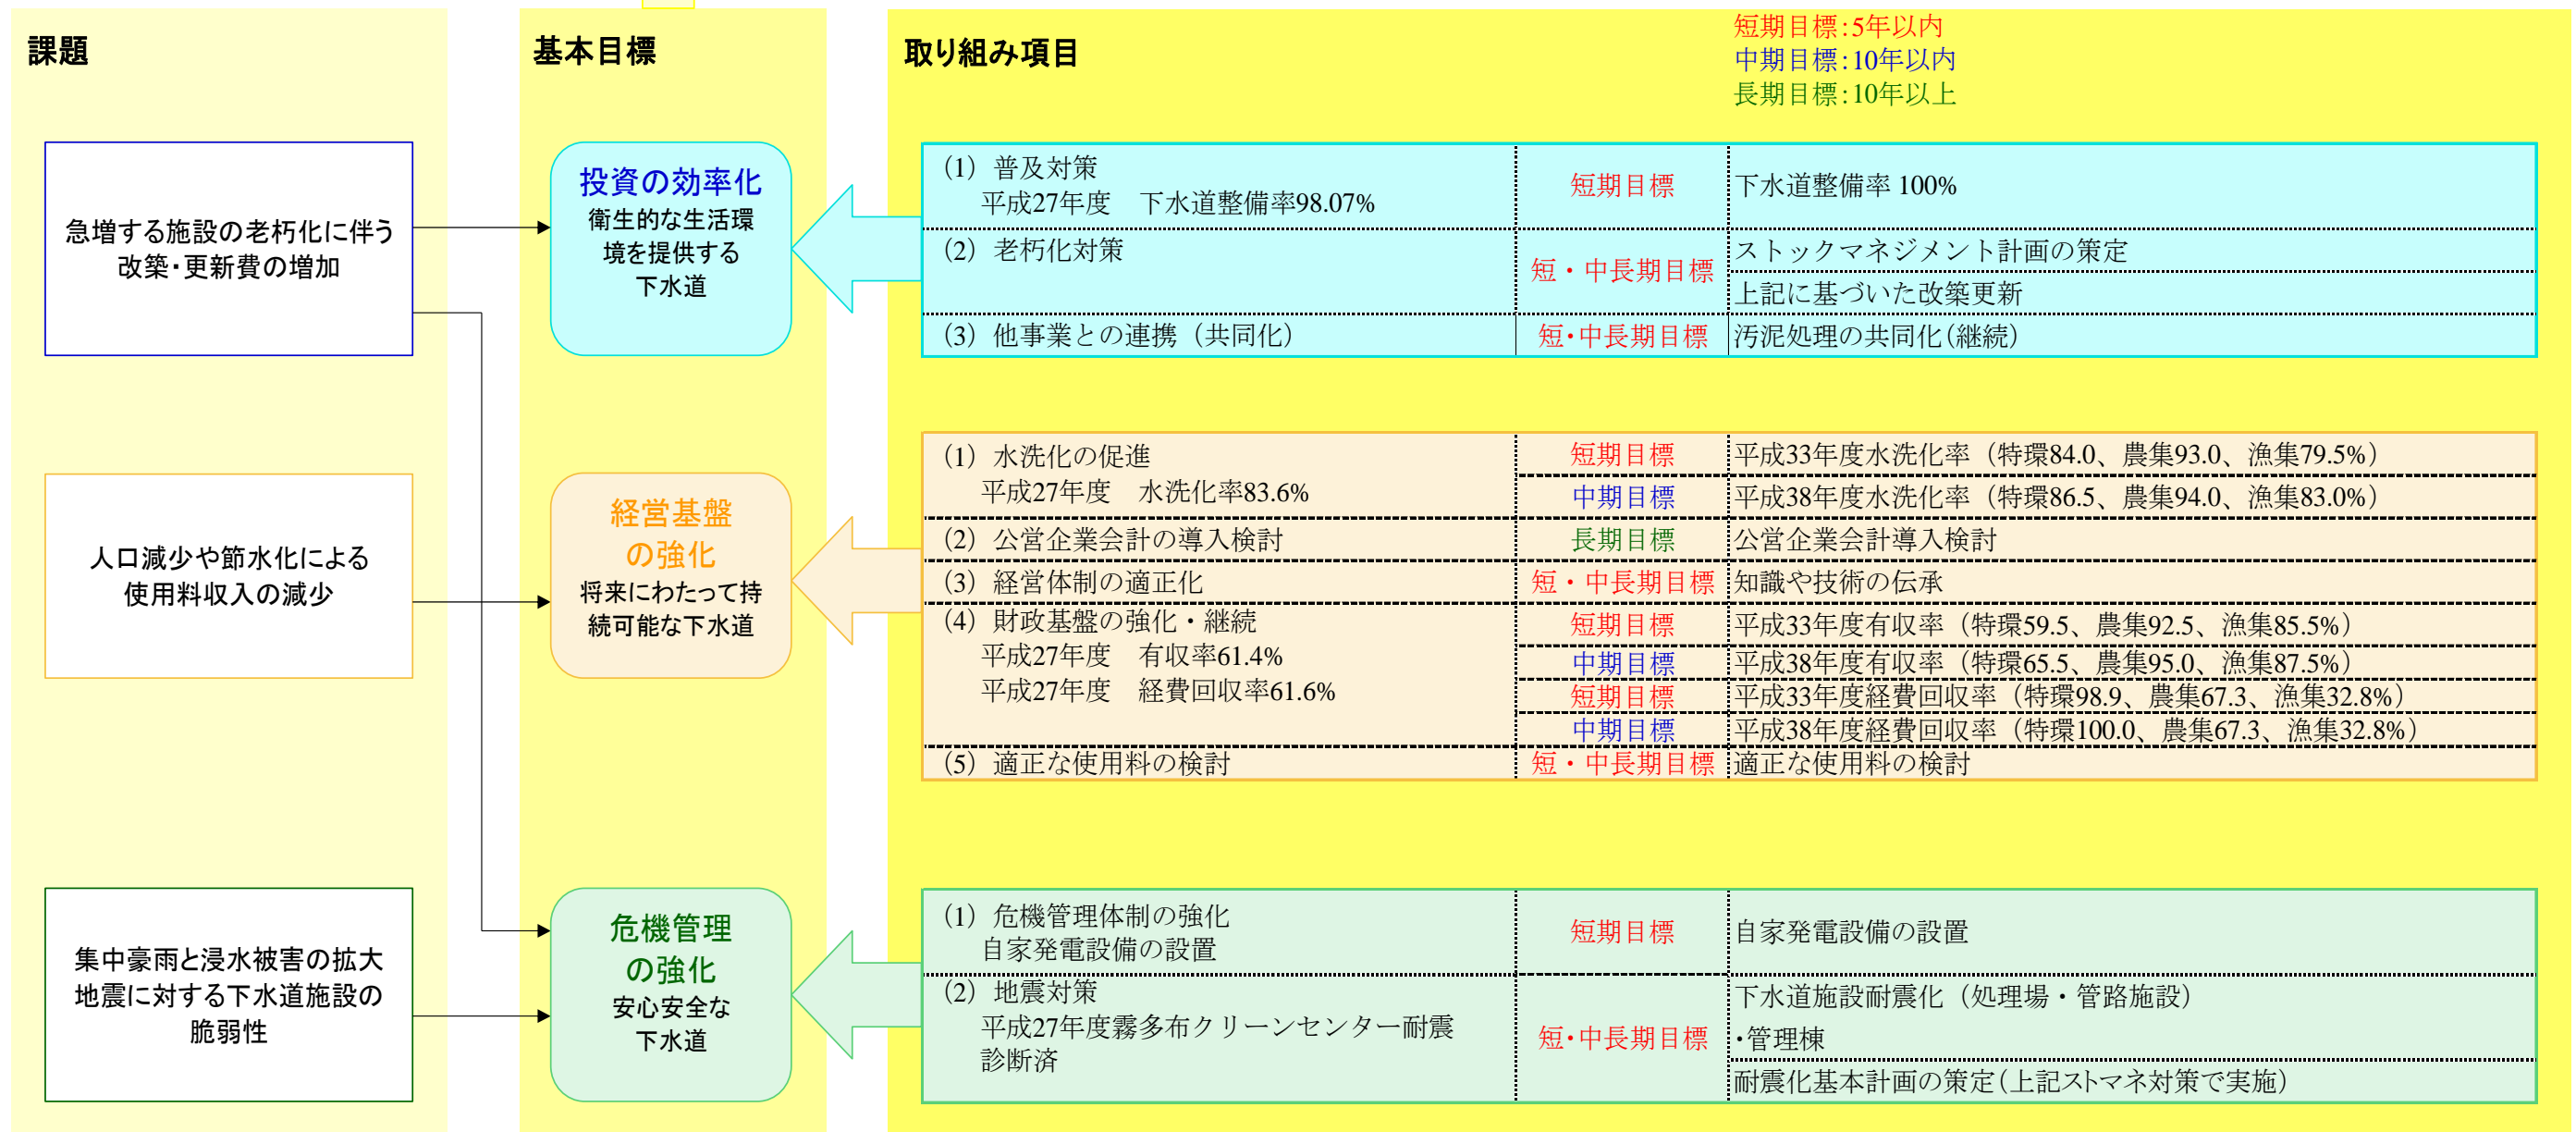 課題
基本目標
取り組み項目
短期目標:5年以内
中期目標:10年以内
長期目標:10年以上
急増する施設の老朽化に伴う
改築・更新費の増加
投資の効率化
衛生的な生活環
境を提供する
下水道
(1) 普及対策
平成27年度 下水道整備率98.07%
短期目標
下水道整備率 100%
(2) 老朽化対策
短・中長期目標
ストックマネジメント計画の策定
上記に基づいた改築更新
(3) 他事業との連携(共同化)
短・中長期目標
汚泥処理の共同化(継続)
人口減少や節水化による
使用料収入の減少
経営基盤
の強化
将来にわたって持
続可能な下水道
(1) 水洗化の促進
平成27年度 水洗化率83.6%
短期目標
平成33年度水洗化率(特環84.0、農集93.0、漁集79.5%)
中期目標
平成38年度水洗化率(特環86.5、農集94.0、漁集83.0%)
(2) 公営企業会計の導入検討
長期目標
公営企業会計導入検討
(3) 経営体制の適正化
短・中長期目標
知識や技術の伝承
(4) 財政基盤の強化・継続
平成27年度 有収率61.4%
平成27年度 経費回収率61.6%
短期目標
平成33年度有収率(特環59.5、農集92.5、漁集85.5%)
中期目標
平成38年度有収率(特環65.5、農集95.0、漁集87.5%)
短期目標
平成33年度経費回収率(特環98.9、農集67.3、漁集32.8%)
中期目標
平成38年度経費回収率(特環100.0、農集67.3、漁集32.8%)
(5) 適正な使用料の検討
短・中長期目標
適正な使用料の検討
集中豪雨と浸水被害の拡大
地震に対する下水道施設の
脆弱性
危機管理
の強化
安心安全な
下水道
(1) 危機管理体制の強化
自家発電設備の設置
短期目標
自家発電設備の設置
(2) 地震対策
平成27年度霧多布クリーンセンター耐震
診断済
短・中長期目標
下水道施設耐震化(処理場・管路施設)
・管理棟
耐震化基本計画の策定(上記ストマネ対策で実施)